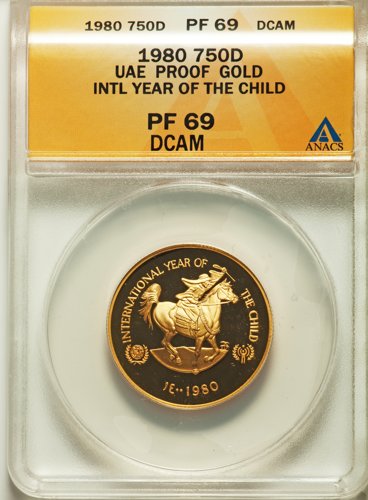 1980 750D PF 69 DCAM
1980 750D
UAE PROOF GOLD
INTL YEAR OF THE CHILD
PF 69
DCAM
ANACS
INTERNATIONAL YEAR OF THE CHILD
١٤٠٠ 1980